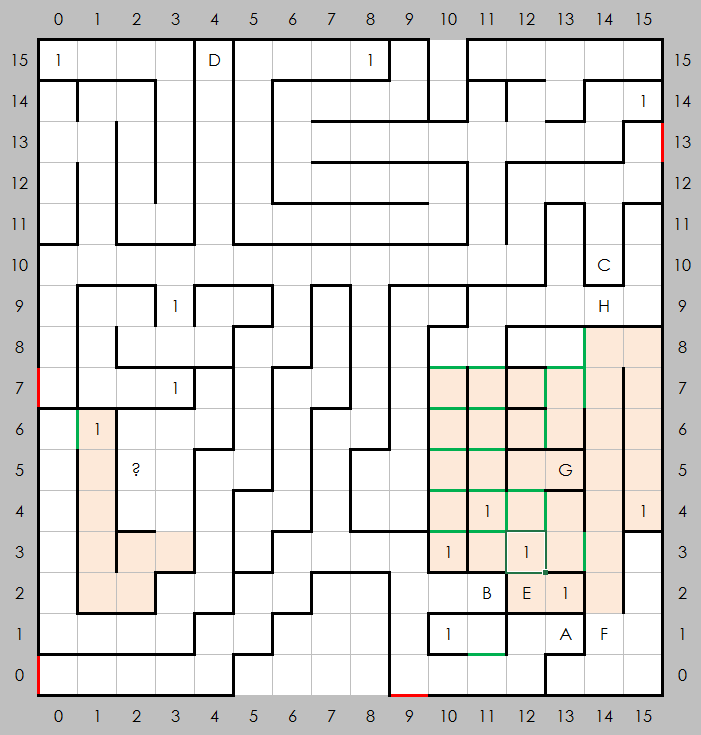 0 1 2 3 4 5 6 7 8 9 10 11 12 13 14 15
15 1 D 1 15
14 1 14
13 13
12 12
11 11
10 C 10
9 1 H 9
8 8
7 1 7
6 1 6
5 ? G 5
4 1 1 4
3 1 1 3
2 B E 1 2
1 1 A F 1
0 0
0 1 2 3 4 5 6 7 8 9 10 11 12 13 14 15